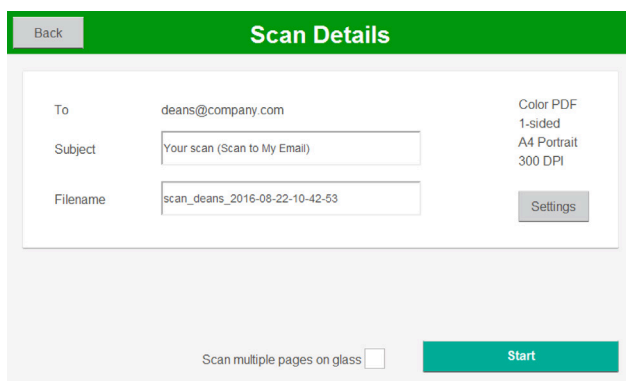 Back
Scan Details
To
deans@company.com
Subject
Your scan (Scan to My Email)
Filename
scan_deans_2016-08-22-10-42-53
Color PDF
1-sided
A4 Portrait
300 DPI
Settings
Scan multiple pages on glass
Start